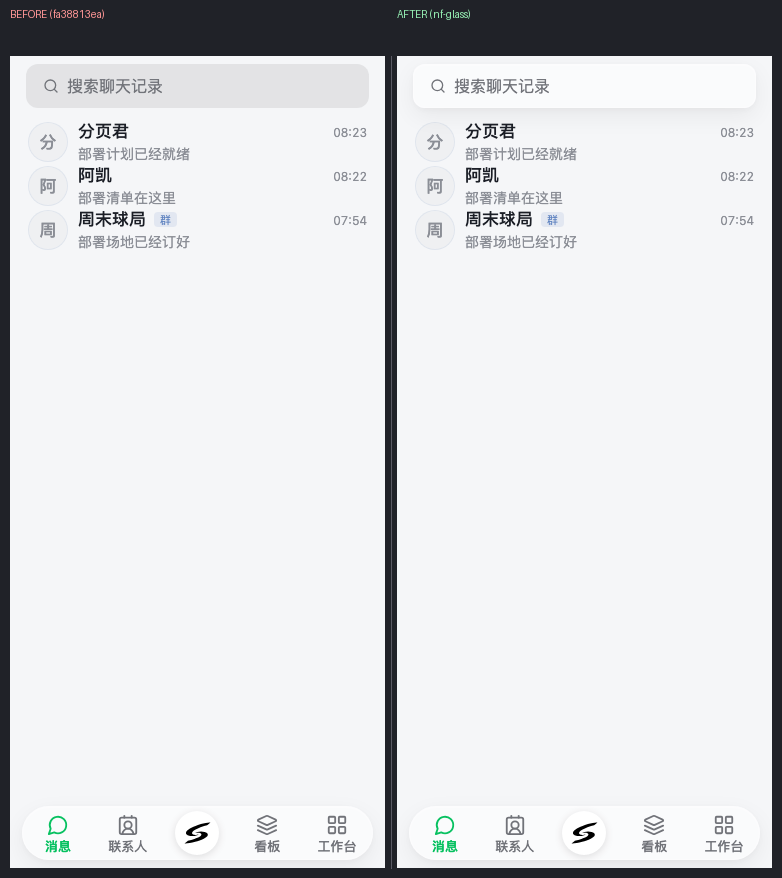 BEFORE (fa38813ea)
搜索聊天记录
分
分页君
08:23
部署计划已经就绪
阿
阿凯
08:22
部署清单在这里
周
周末球局
群
07:54
部署场地已经订好
消息
联系人
看板
工作台
AFTER (nf-glass)
搜索聊天记录
分
分页君
08:23
部署计划已经就绪
阿
阿凯
08:22
部署清单在这里
周
周末球局
群
07:54
部署场地已经订好
消息
联系人
看板
工作台